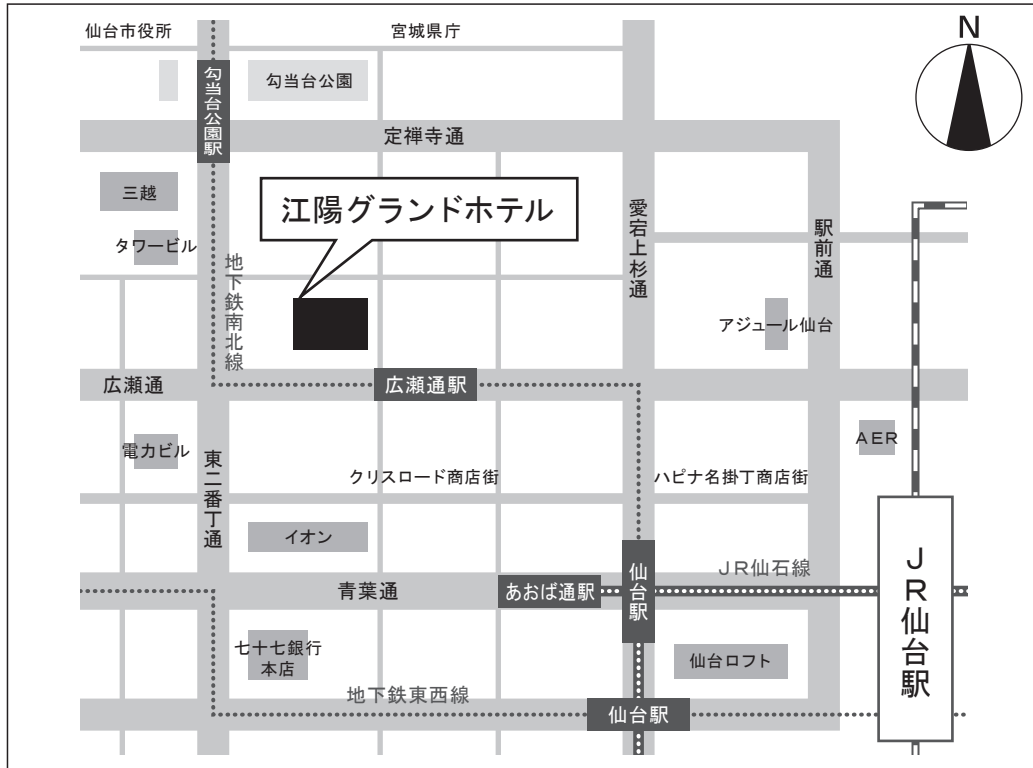 仙台市役所
宮城県庁
N
勾当台公園駅
勾当台公園
定禅寺通
三越
江陽グランドホテル
愛宕上杉通
駅前通
タワービル
地下鉄南北線
アジュール仙台
広瀬通
広瀬通駅
電力ビル
AER
東二番丁通
クリスロード商店街
ハピナ名掛丁商店街
イオン
青葉通
あおば通駅
仙台駅
JR仙石線
JR仙台駅
七十七銀行
本店
仙台ロフト
地下鉄東西線
仙台駅